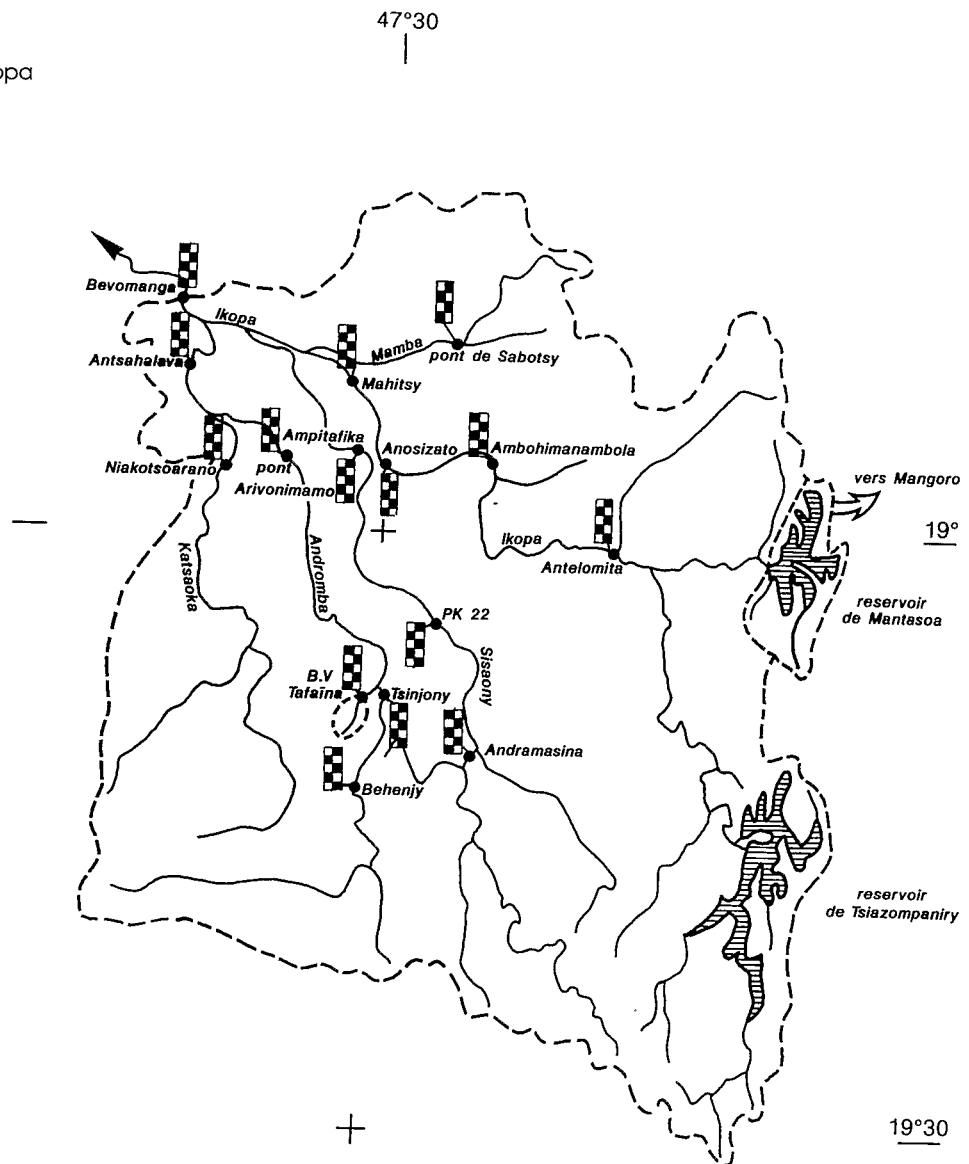 47°30
opa
Bevomanga
Ikopa
Mamba
pont de Sabotsy
Antsahalava
Mahitsy
Ampitafika
Anosizato
Ambohimanambola
Niakotsoarano
pont
Arivonimamo
vers Mangoro
19°
Ikopa
Antelomita
Katsaoka
Andromba
reservoir
de Mantasoa
PK 22
Sisaony
B.V
Tafaïna
Tsinjony
Andramasina
Behenjy
reservoir
de Tsiazompaniry
19°30